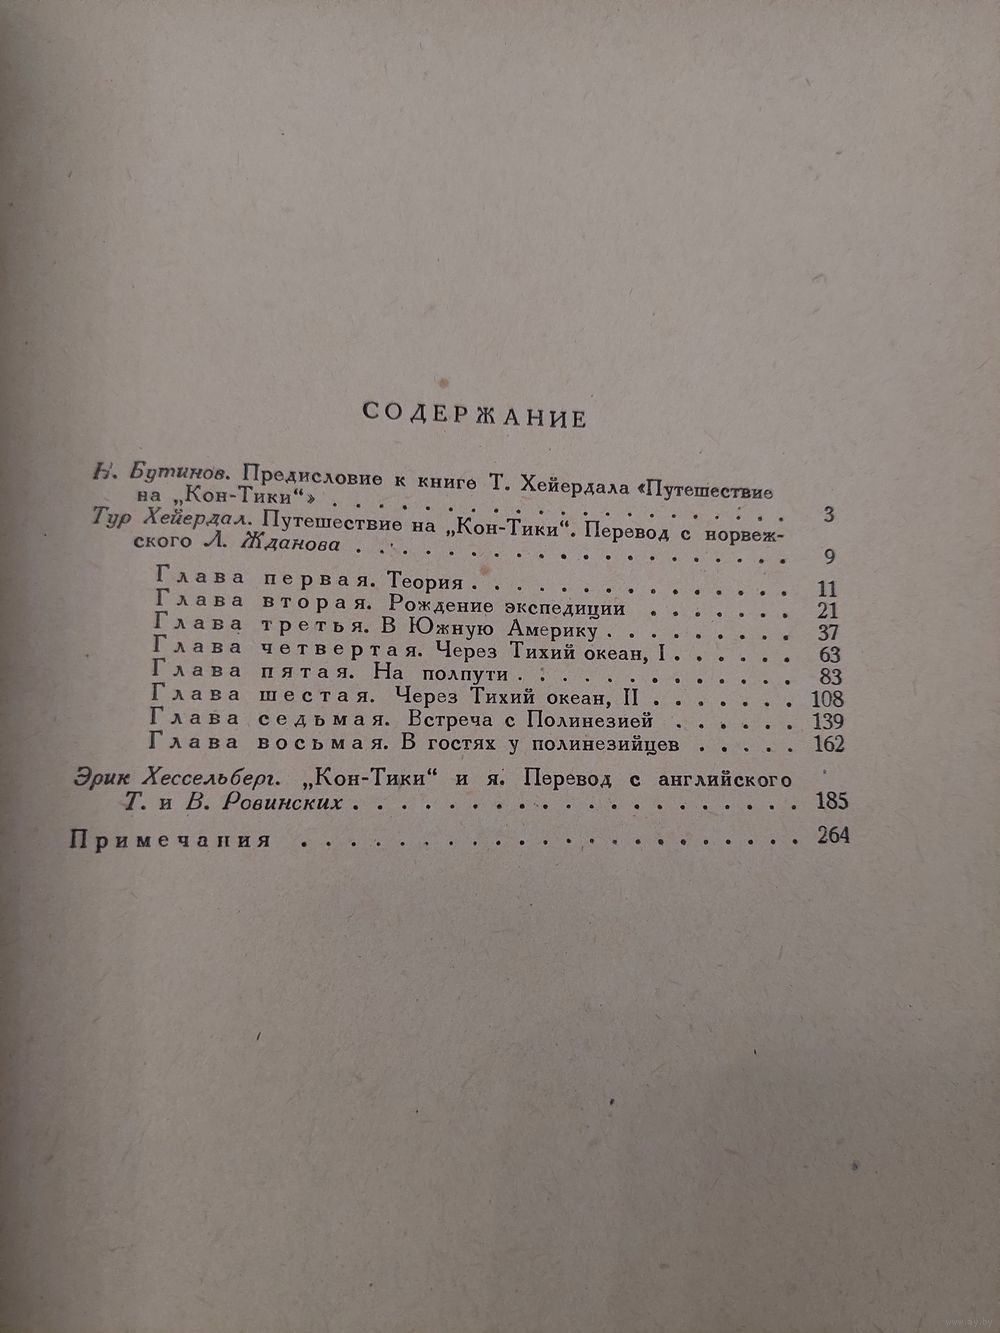 СОДЕРЖАНИЕ
Н. Бутинов. Предисловие к книге Т. Хейердала «Путешествие
на „Кон-Тики“» . . . . . . . . . . . . . . . . . . . 3
Тур Хейердал. Путешествие на „Кон-Тики“. Перевод с норвеж-
ского Л. Жданова . . . . . . . . . . . . . . . . . . 9
Глава первая. Теория . . . . . . . . . . . . . . 11
Глава вторая. Рождение экспедиции . . . . . . . 21
Глава третья. В Южную Америку . . . . . . . . . 37
Глава четвертая. Через Тихий океан, I . . . . . . 63
Глава пятая. На полпути . . . . . . . . . . . . 83
Глава шестая. Через Тихий океан, II . . . . . . . 108
Глава седьмая. Встреча с Полинезией . . . . . . 139
Глава восьмая. В гостях у полинезийцев . . . . . 162
Эрик Хессельберг. „Кон-Тики“ и я. Перевод с английского
Т. и В. Ровинских . . . . . . . . . . . . . . . . . . . 185
Примечания . . . . . . . . . . . . . . . . . . . . . 264
www.ay.by